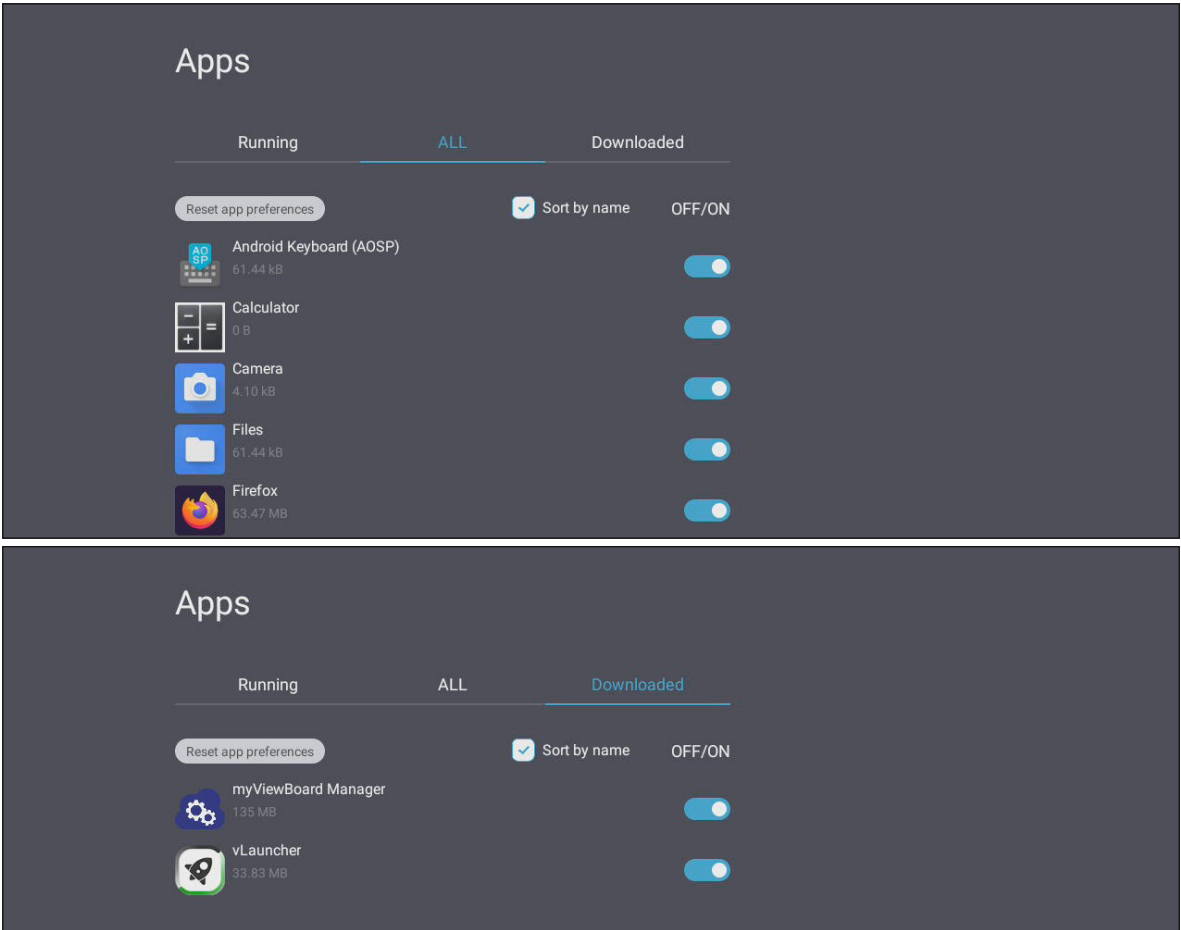 Apps
Running ALL Downloaded
Reset app preferences Sort by name OFF/ON
AO
SP
Android Keyboard (AOSP)
61.44 kB
Calculator
0 B
Camera
4.10 kB
Files
61.44 kB
Firefox
63.47 MB
Apps
Running ALL Downloaded
Reset app preferences Sort by name OFF/ON
myViewBoard Manager
135 MB
vLauncher
33.83 MB